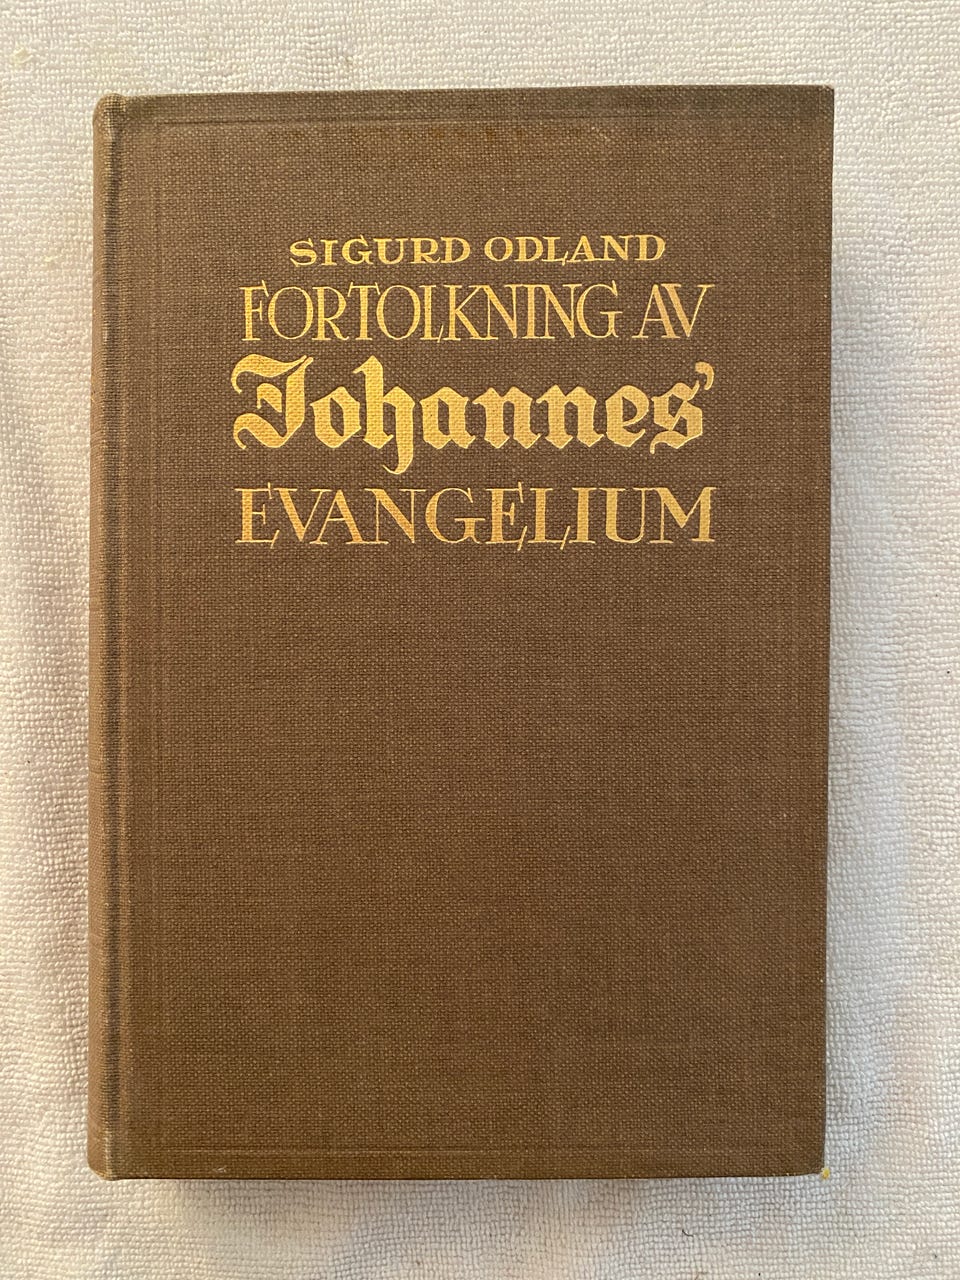 SIGURD ODLAND
FORTOLKNING AV
Johannes'
EVANGELIUM